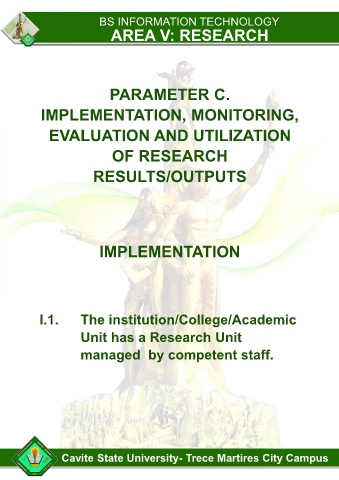 BS INFORMATION TECHNOLOGY
AREA V: RESEARCH
PARAMETER C.
IMPLEMENTATION, MONITORING,
EVALUATION AND UTILIZATION
OF RESEARCH
RESULTS/OUTPUTS
IMPLEMENTATION
I.1. The institution/College/Academic
Unit has a Research Unit
managed by competent staff.
Cavite State University- Trece Martires City Campus